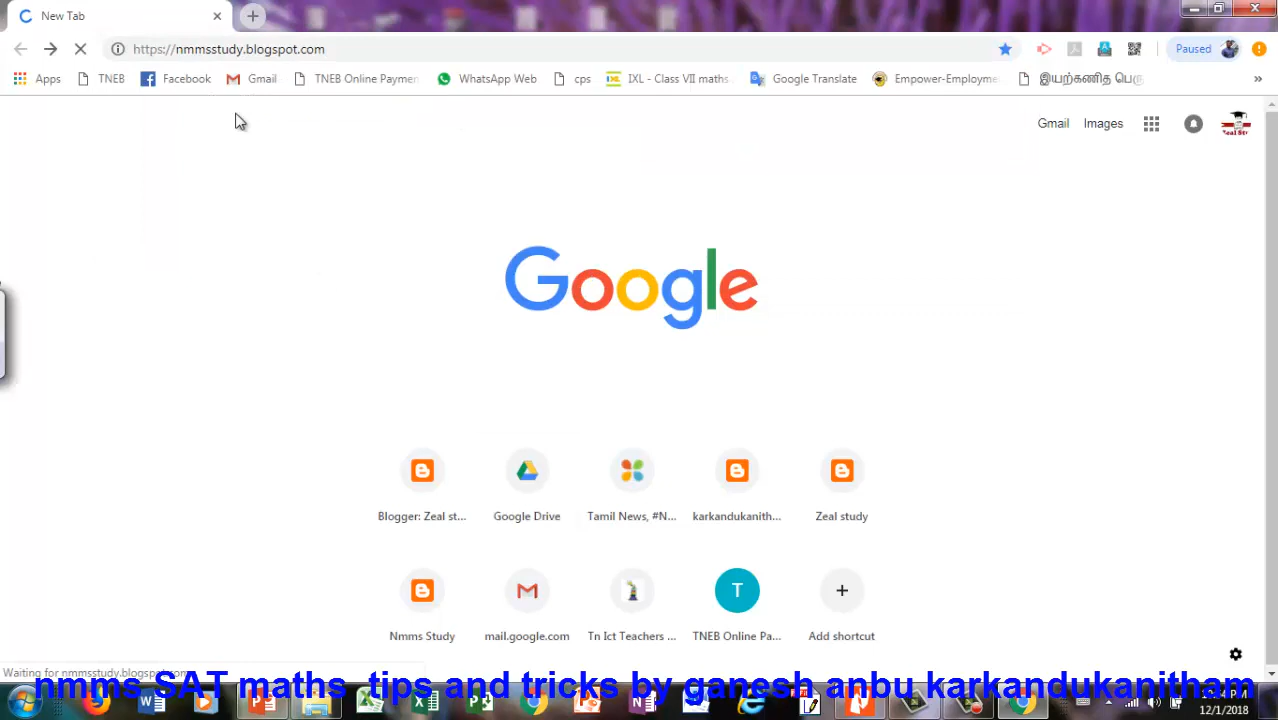 New Tab
https://nmmsstudy.blogspot.com
Paused
Apps TNEB Facebook Gmail TNEB Online Paymen WhatsApp Web cps IXL - Class VII maths Google Translate Empower-Employme இயற்கணித பெரு »
Gmail Images
Google
Blogger: Zeal st... Google Drive Tamil News, #N... karkandukanith... Zeal study
T
Nmms Study mail.google.com Tn Ict Teachers ... TNEB Online Pa... Add shortcut
Waiting for nmmsstudy.blogspot.com
nmms SAT maths tips and tricks by ganesh anbu karkandukanitham
12/1/2018